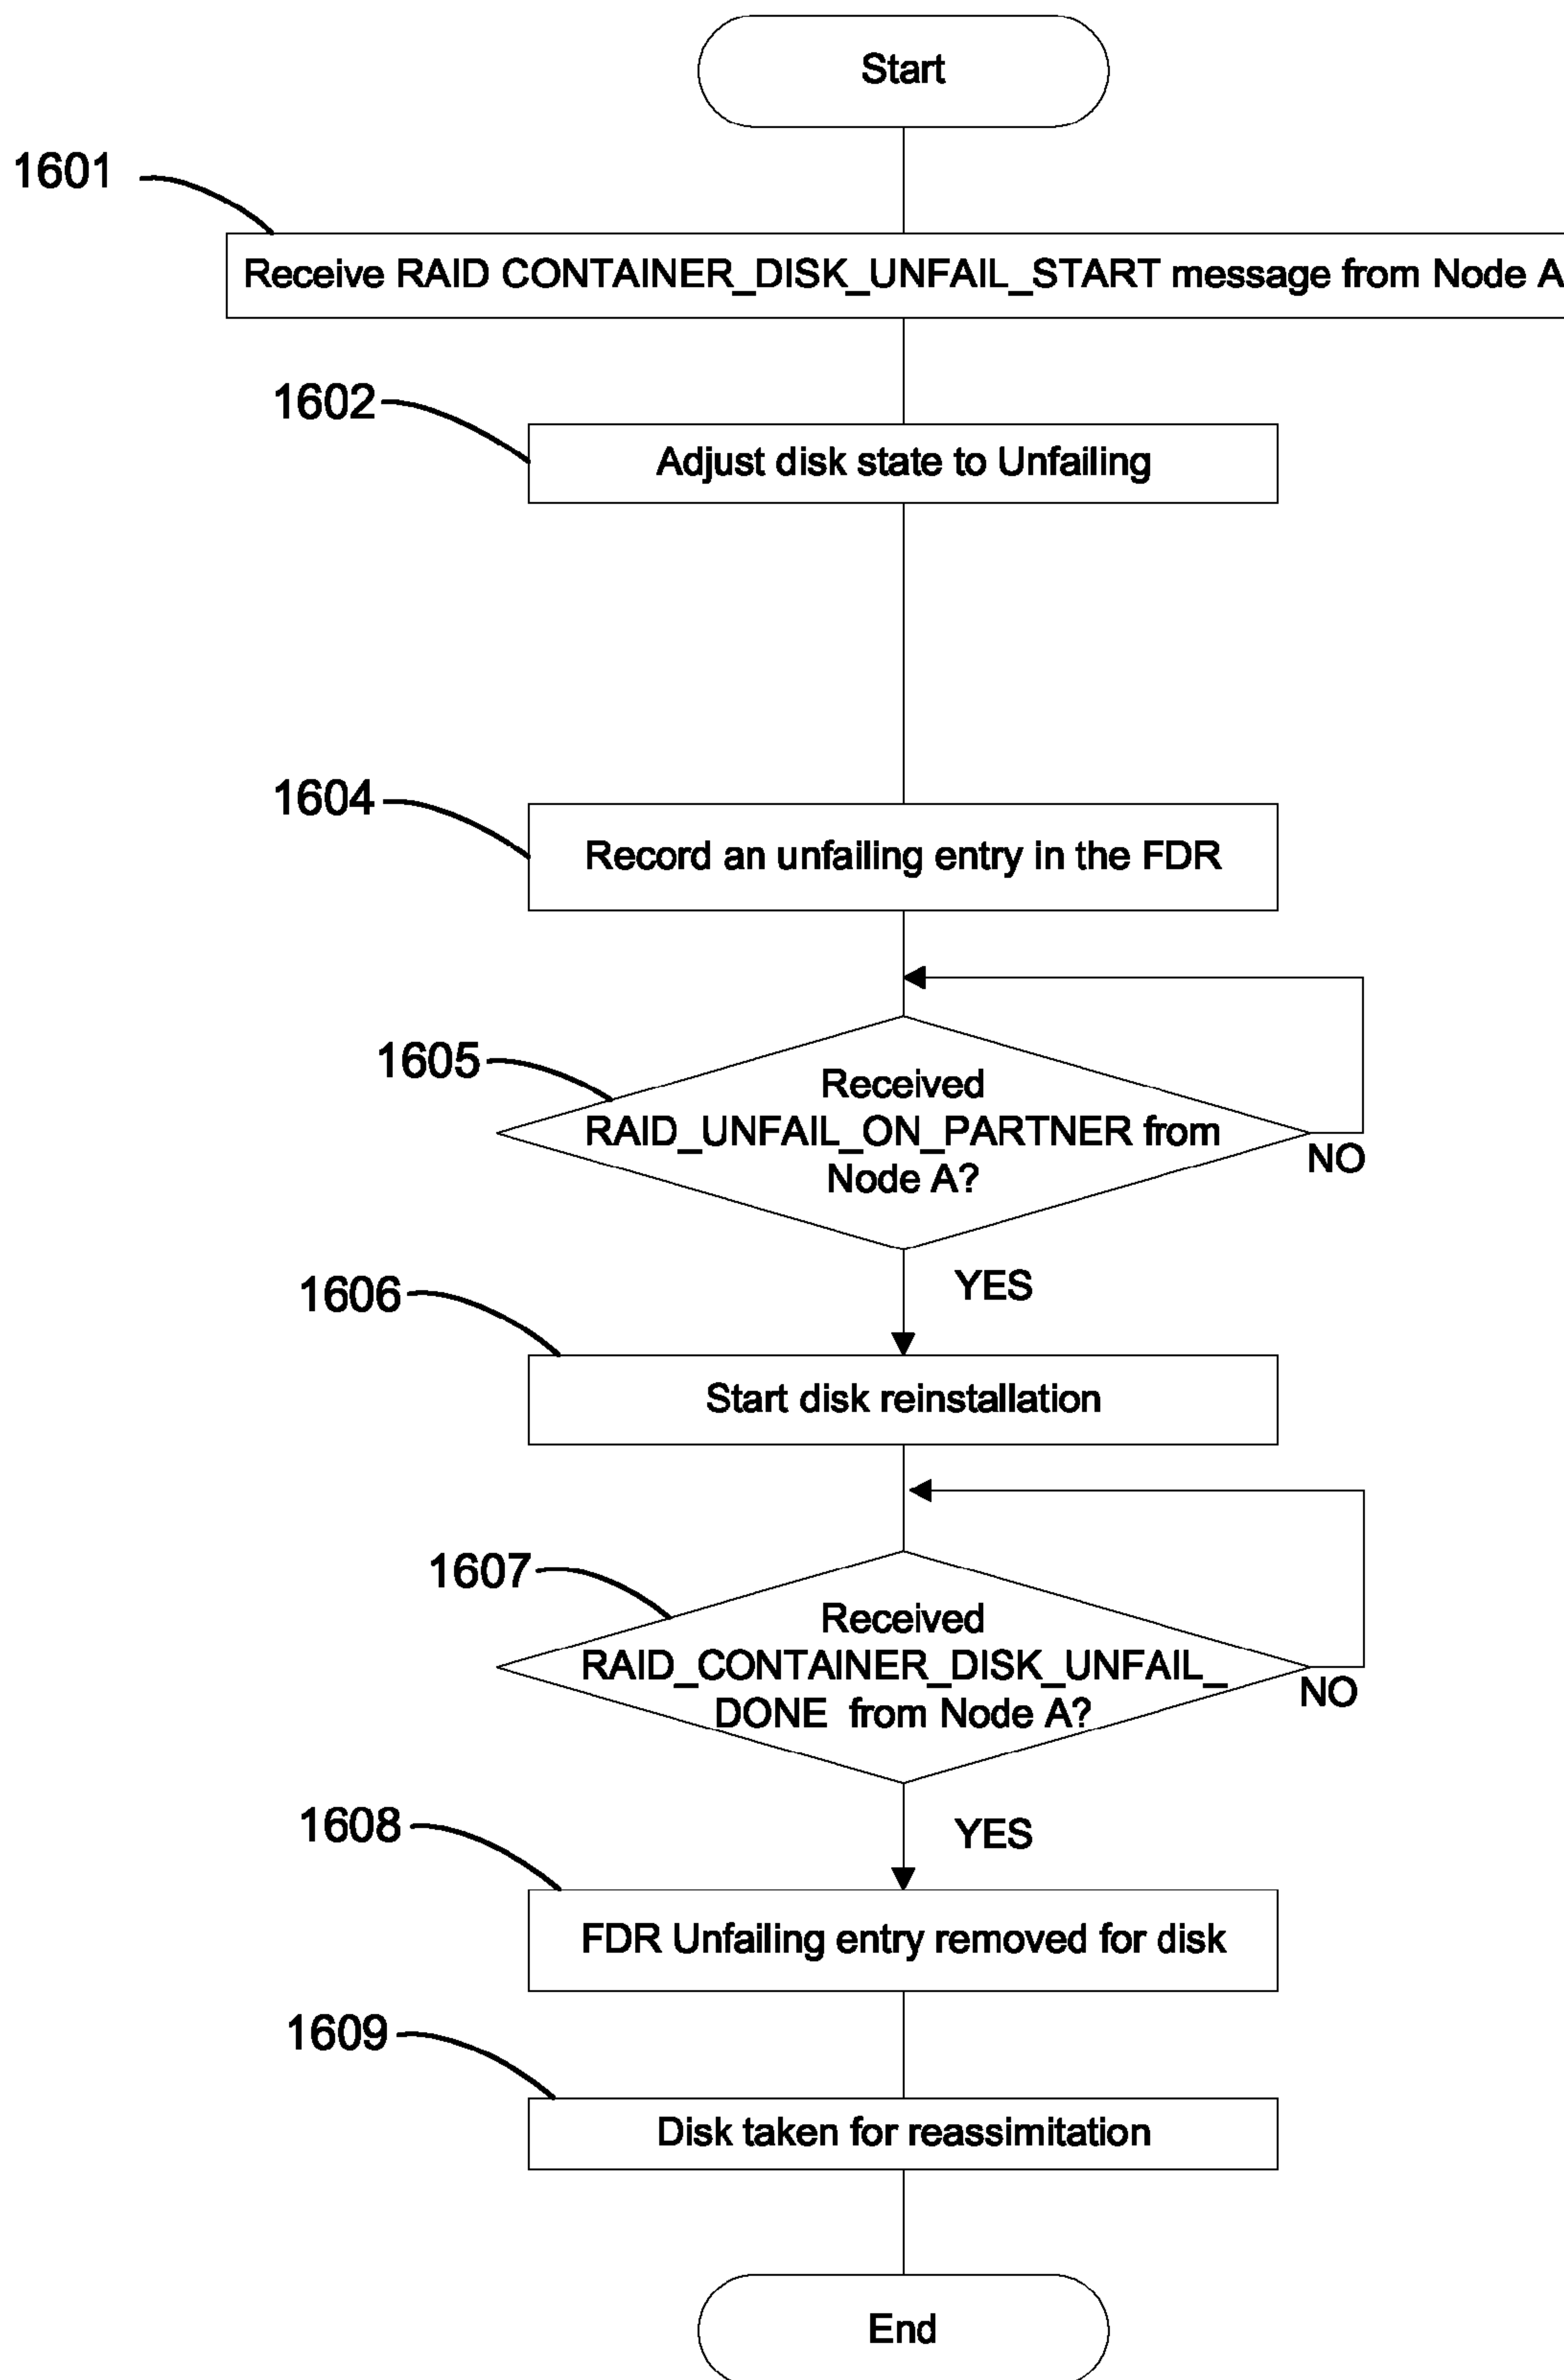 Start
1601
Receive RAID CONTAINER_DISK_UNFAIL_START message from Node A
1602
Adjust disk state to Unfailing
1604
Record an unfailing entry in the FDR
1605
Received
RAID_UNFAIL_ON_PARTNER from
Node A?
NO
YES
1606
Start disk reinstallation
1607
Received
RAID_CONTAINER_DISK_UNFAIL_
DONE from Node A?
NO
YES
1608
FDR Unfailing entry removed for disk
1609
Disk taken for reassimitation
End